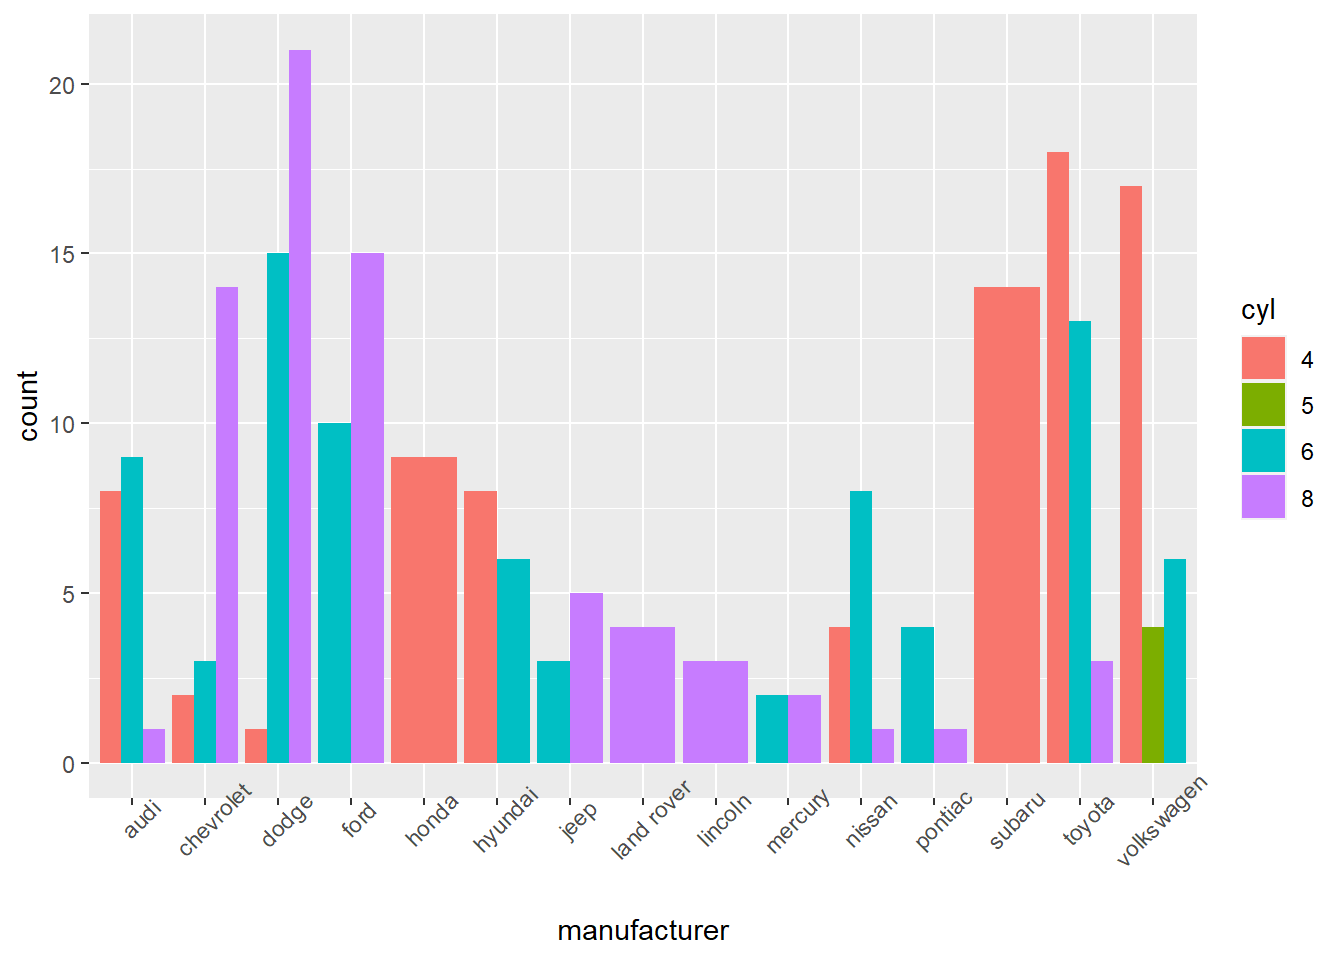 20
15
10
5
0
count
audi
chevrolet
dodge
ford
honda
hyundai
jeep
land rover
lincoln
mercury
nissan
pontiac
subaru
toyota
volkswagen
manufacturer
cyl
4
5
6
8